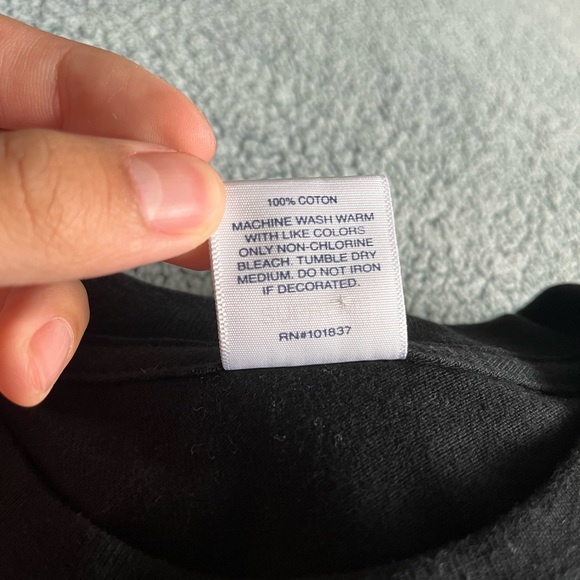 100% COTON
MACHINE WASH WARM
WITH LIKE COLORS
ONLY NON-CHLORINE
BLEACH. TUMBLE DRY
MEDIUM. DO NOT IRON
IF DECORATED.
RN#101837